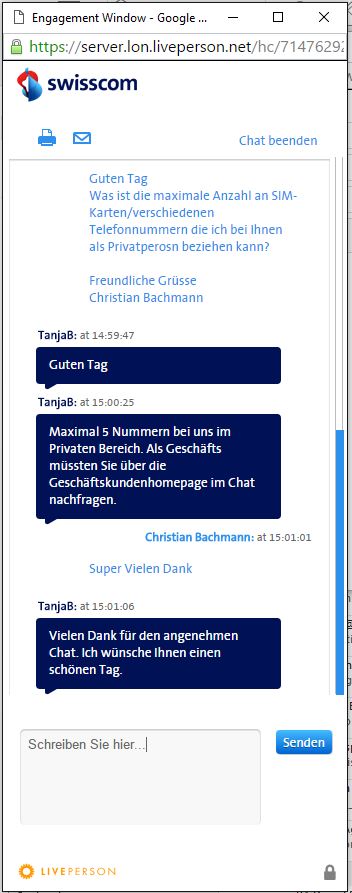 Engagement Window - Google ...
https://server.lon.liveperson.net/hc/7147629
swisscom
Chat beenden
Guten Tag
Was ist die maximale Anzahl an SIM-
Karten/verschiedenen
Telefonnummern die ich bei Ihnen
als Privatperosn beziehen kann?
Freundliche Grüsse
Christian Bachmann
TanjaB: at 14:59:47
Guten Tag
TanjaB: at 15:00:25
Maximal 5 Nummern bei uns im
Privaten Bereich. Als Geschäfts
müssten Sie über die
Geschäftskundenhomepage im Chat
nachfragen.
Christian Bachmann: at 15:01:01
Super Vielen Dank
TanjaB: at 15:01:06
Vielen Dank für den angenehmen
Chat. Ich wünsche Ihnen einen
schönen Tag.
Schreiben Sie hier...
Senden
LIVEPERSON